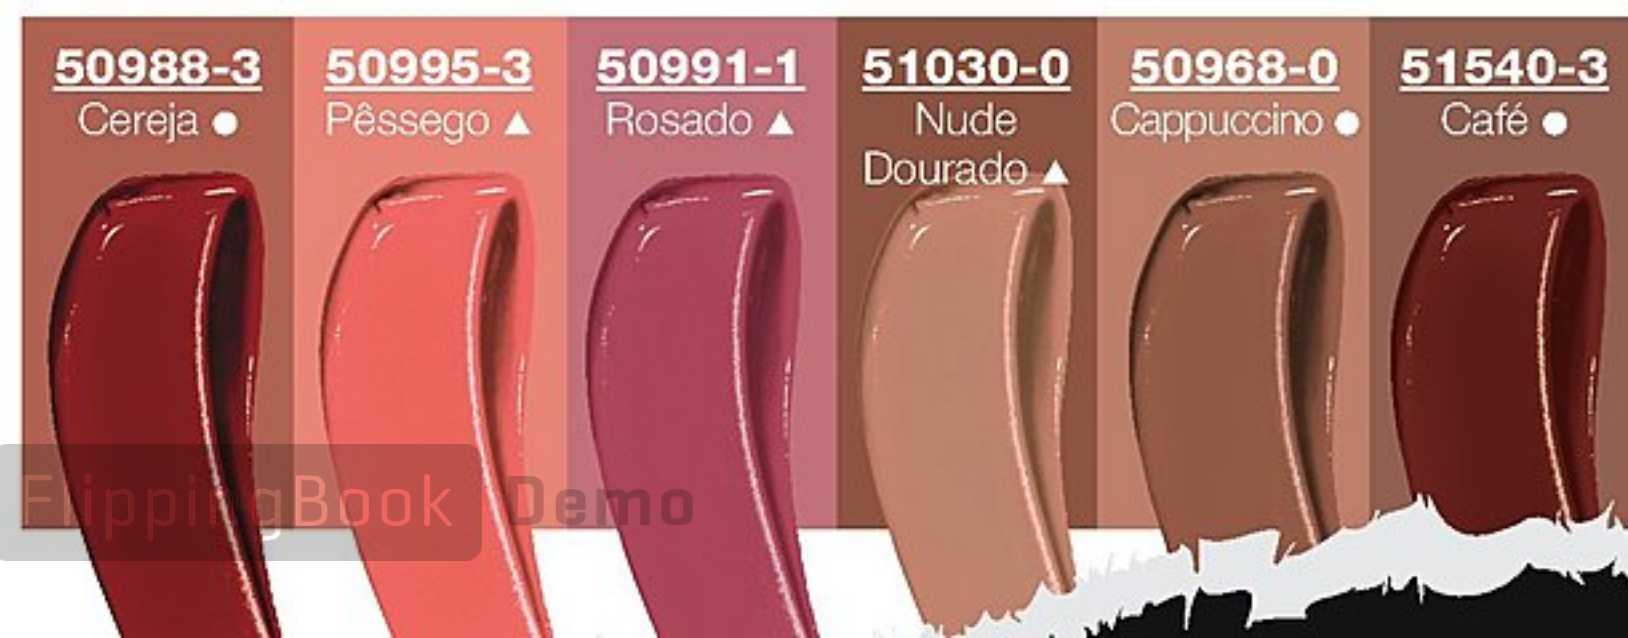 50988-3
Cereja ●
50995-3
Pêssego ▲
50991-1
Rosado ▲
51030-0
Nude
Dourado ▲
50968-0
Cappuccino ●
51540-3
Café ●
FlippingBook Demo